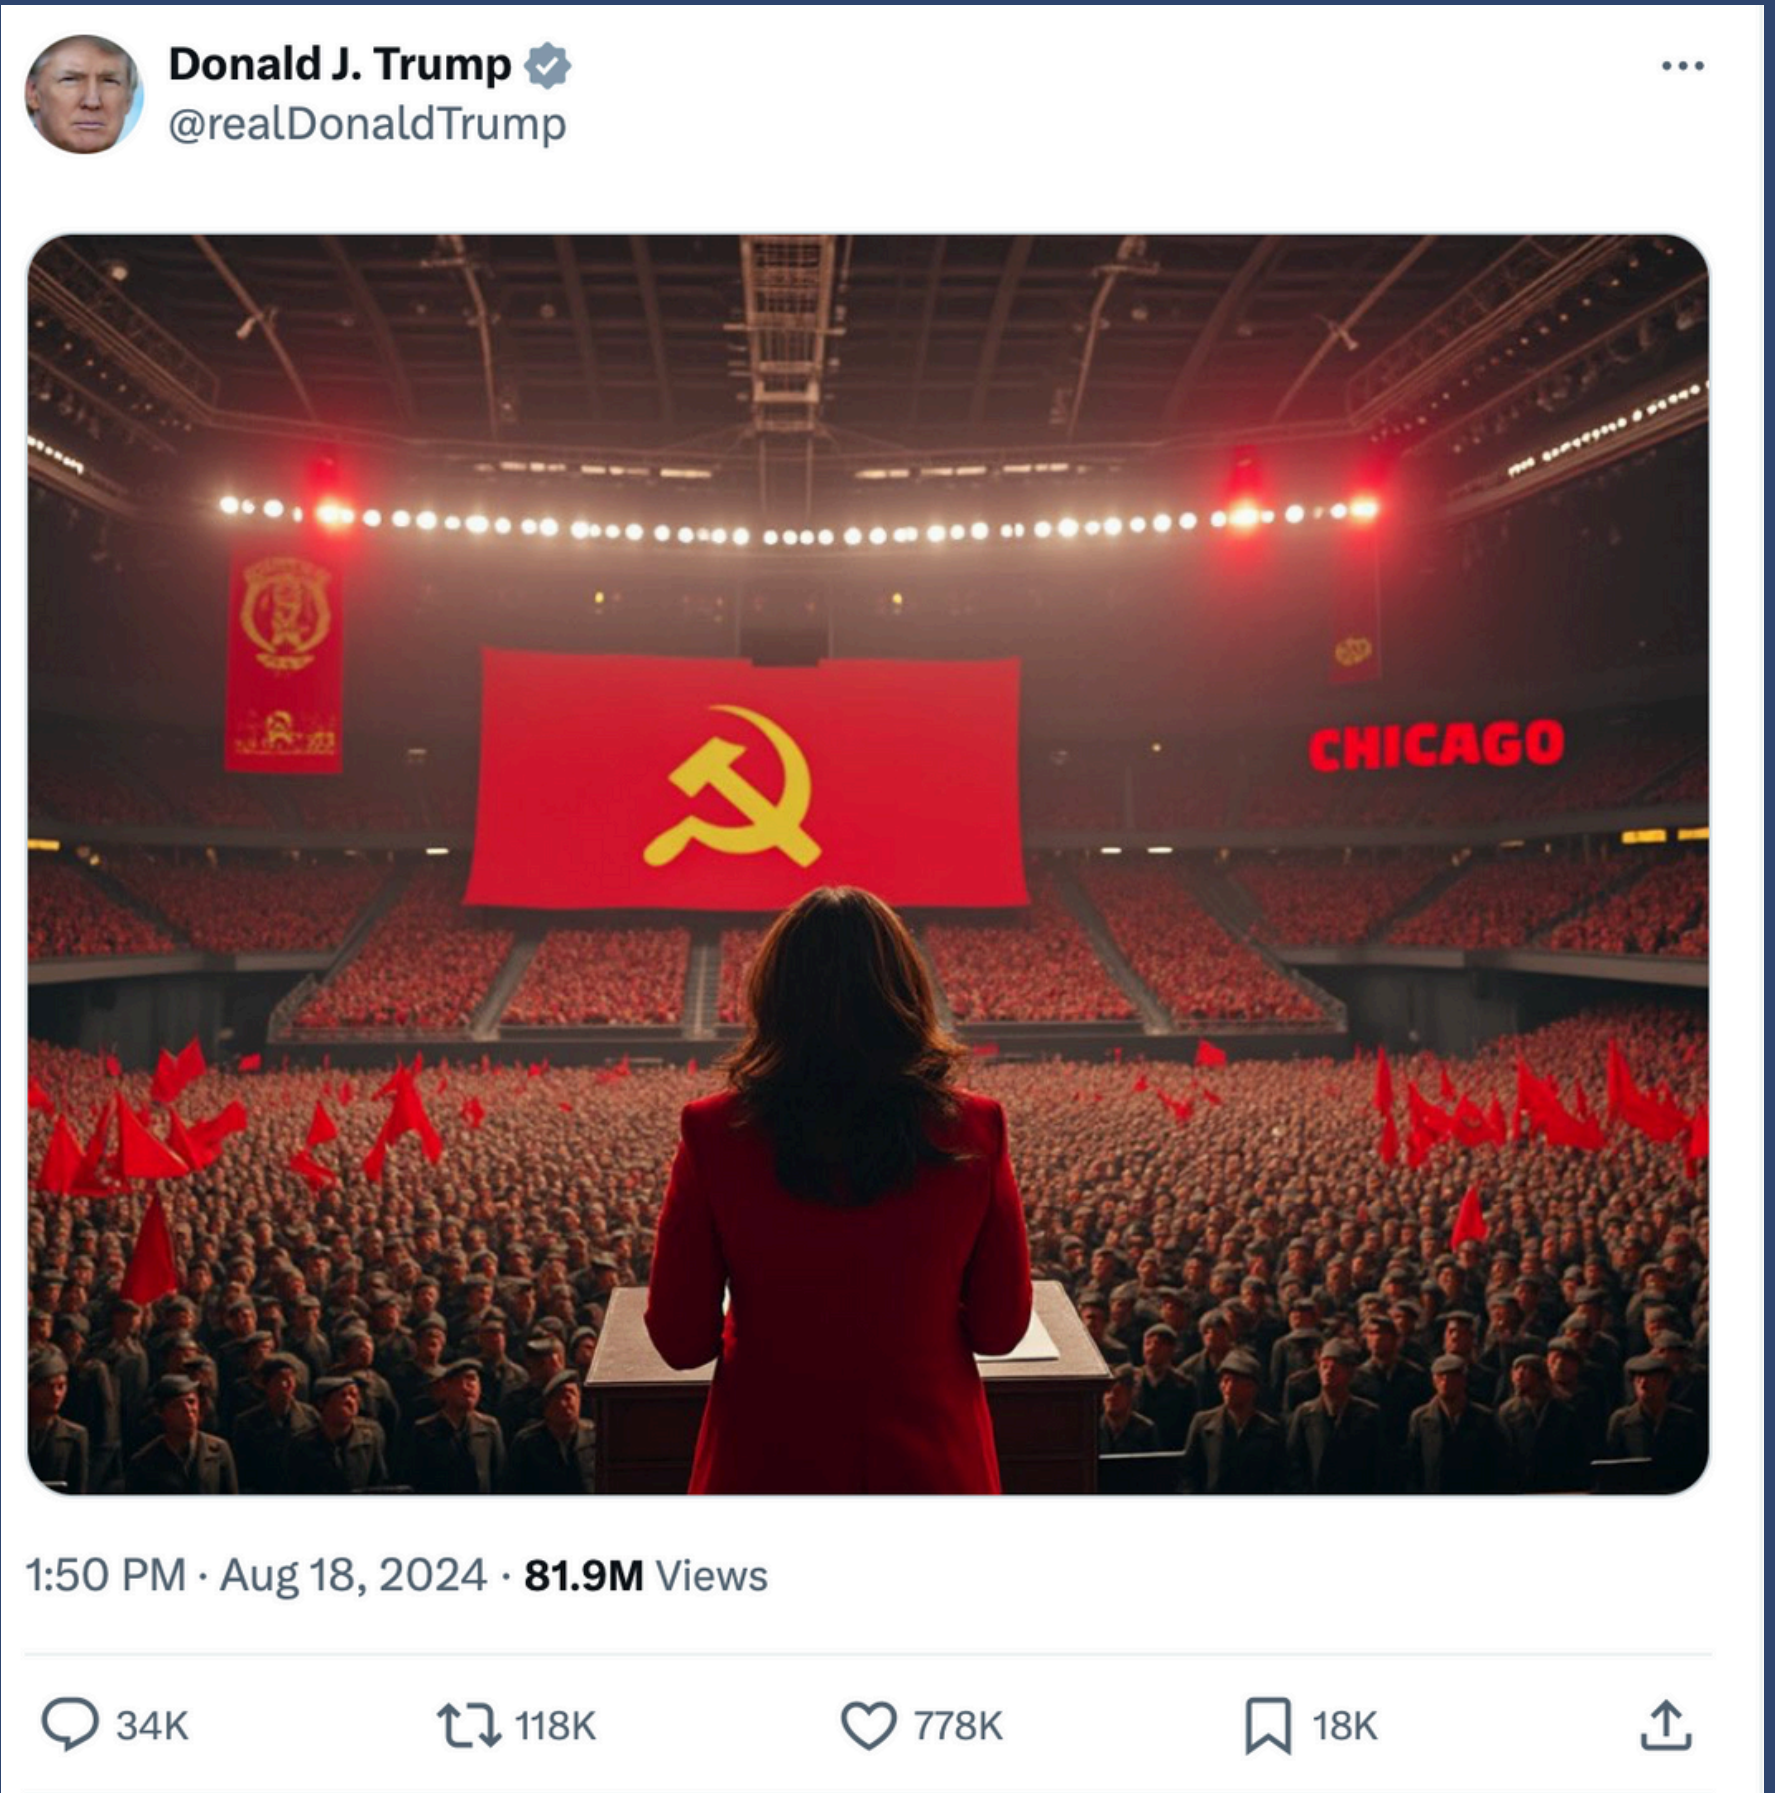 Donald J. Trump
@realDonaldTrump
CHICAGO
1:50 PM · Aug 18, 2024 · 81.9M Views
34K 118K 778K 18K